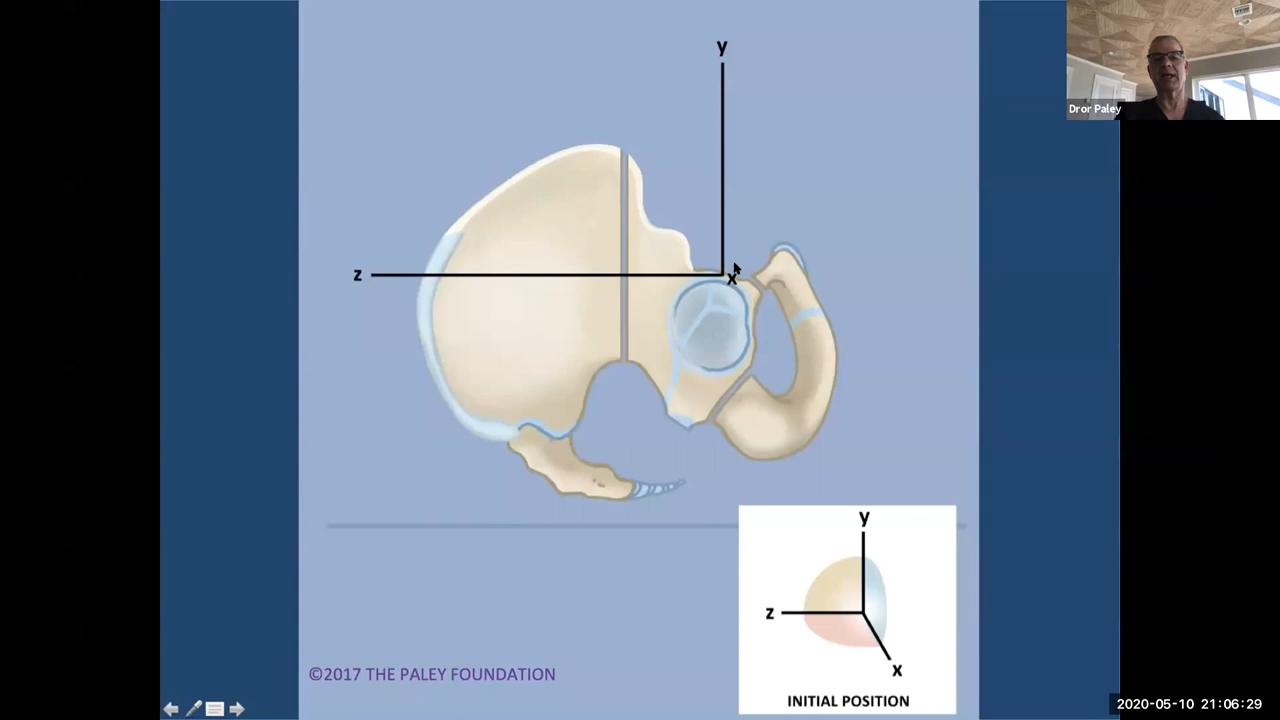 y
Dror Paley
z
x
y
z
x
©2017 THE PALEY FOUNDATION
INITIAL POSITION
2020-05-10 21:06:29